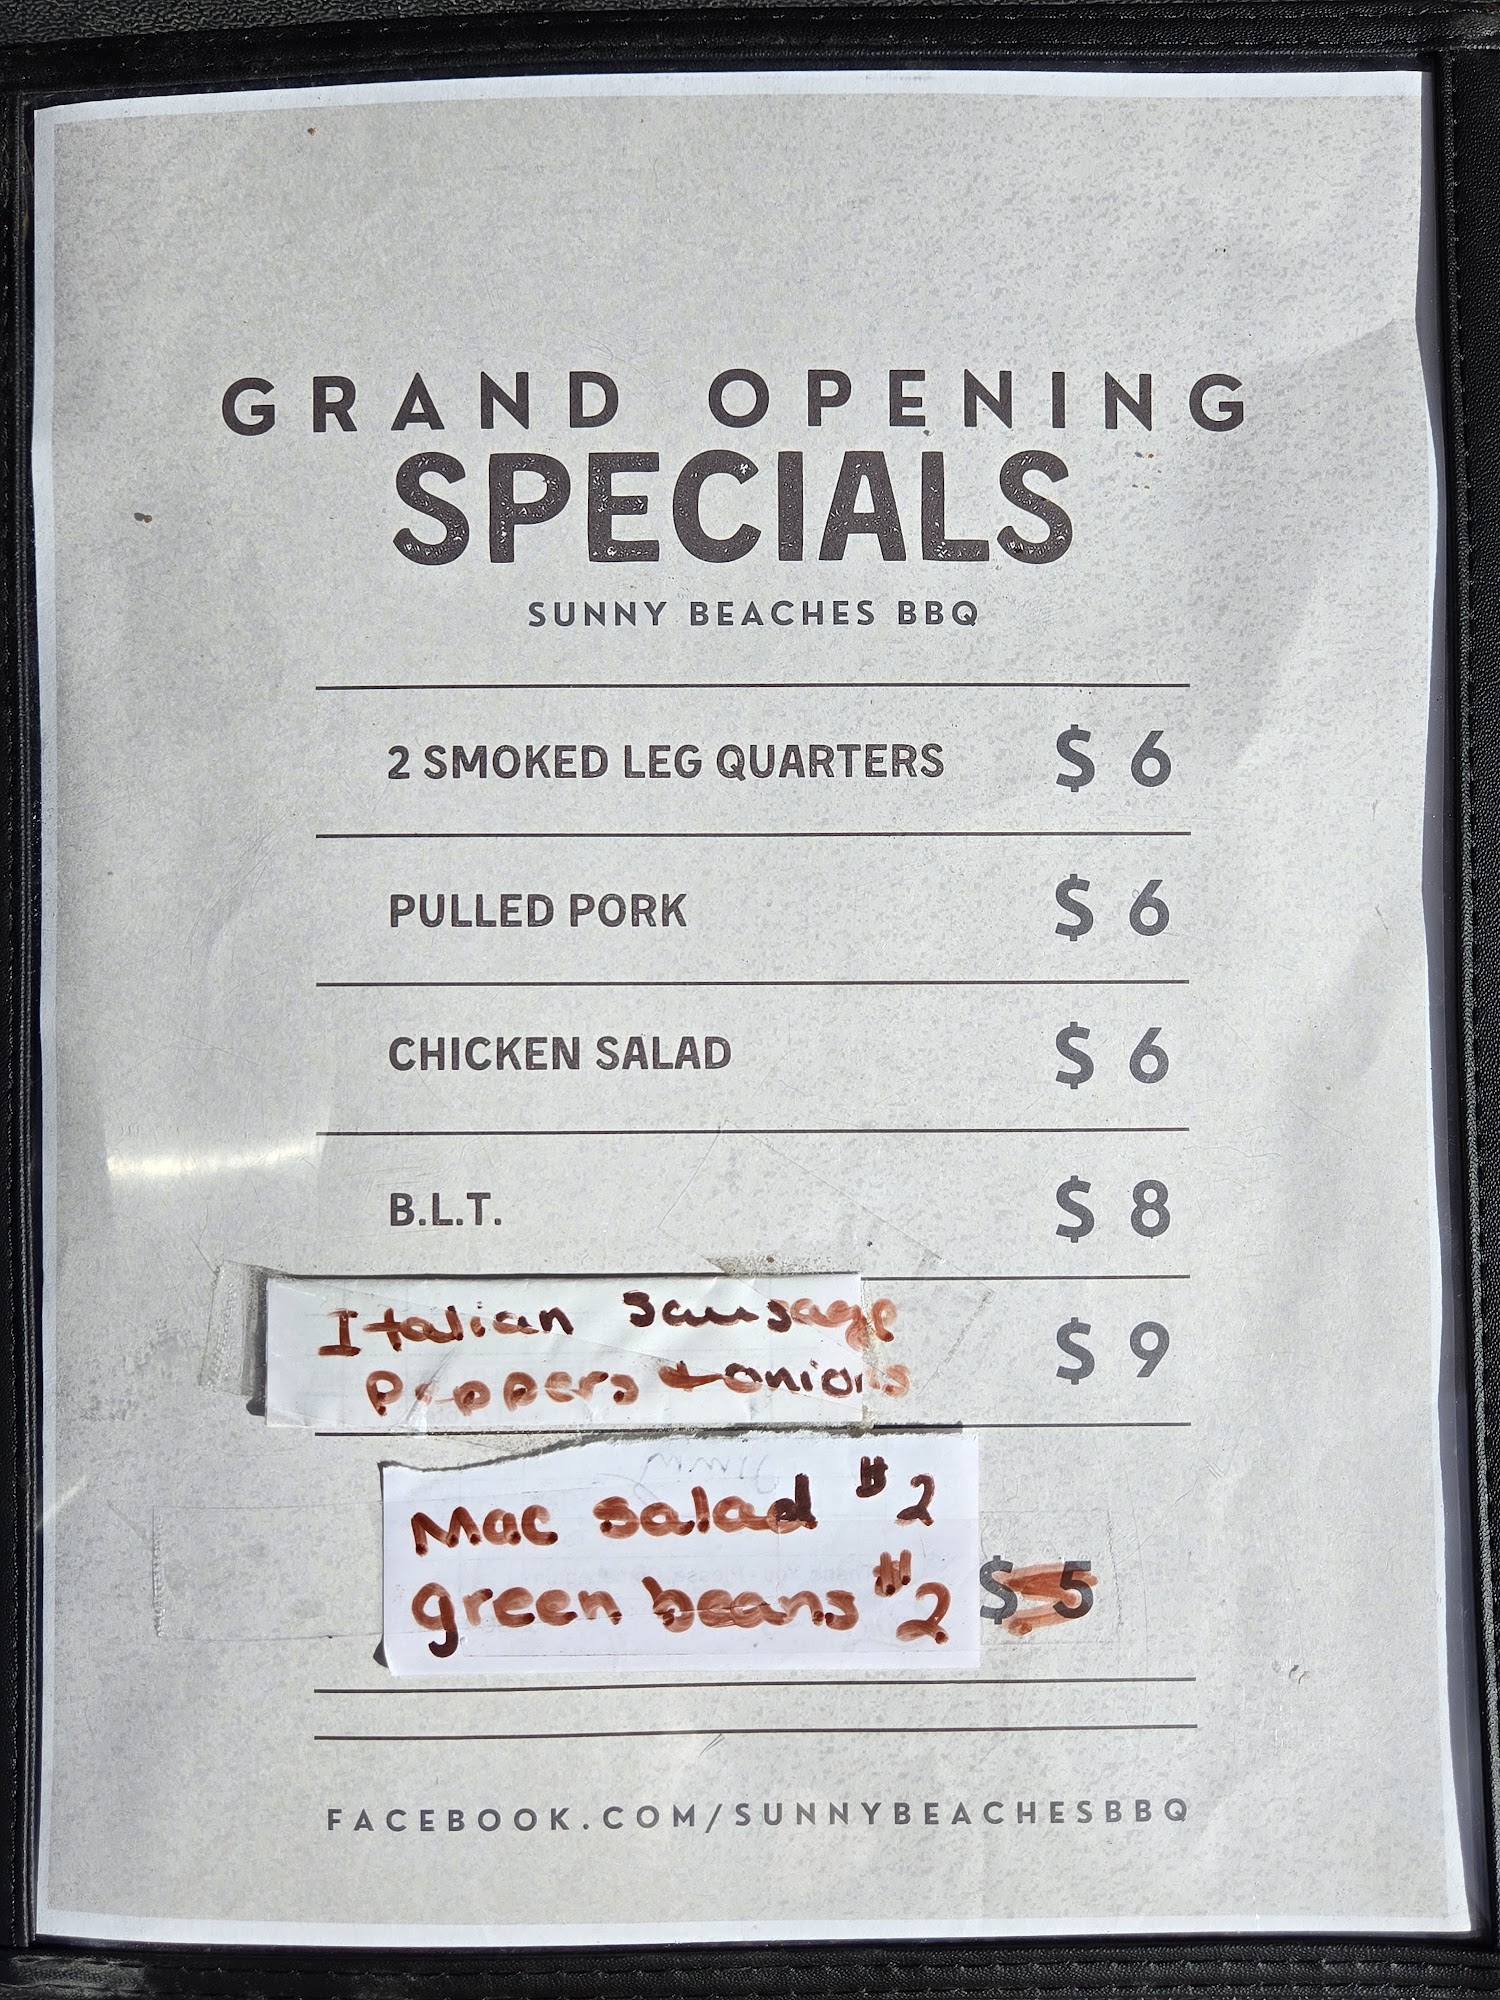 GRAND OPENING
SPECIALS
SUNNY BEACHES BBQ
2 SMOKED LEG QUARTERS $ 6
PULLED PORK $ 6
CHICKEN SALAD $ 6
B.L.T. $ 8
Italian Sausage
Peppers + onions $ 9
Mac salad $2
green beans $2 $ 5
FACEBOOK.COM/SUNNYBEACHESBBQ